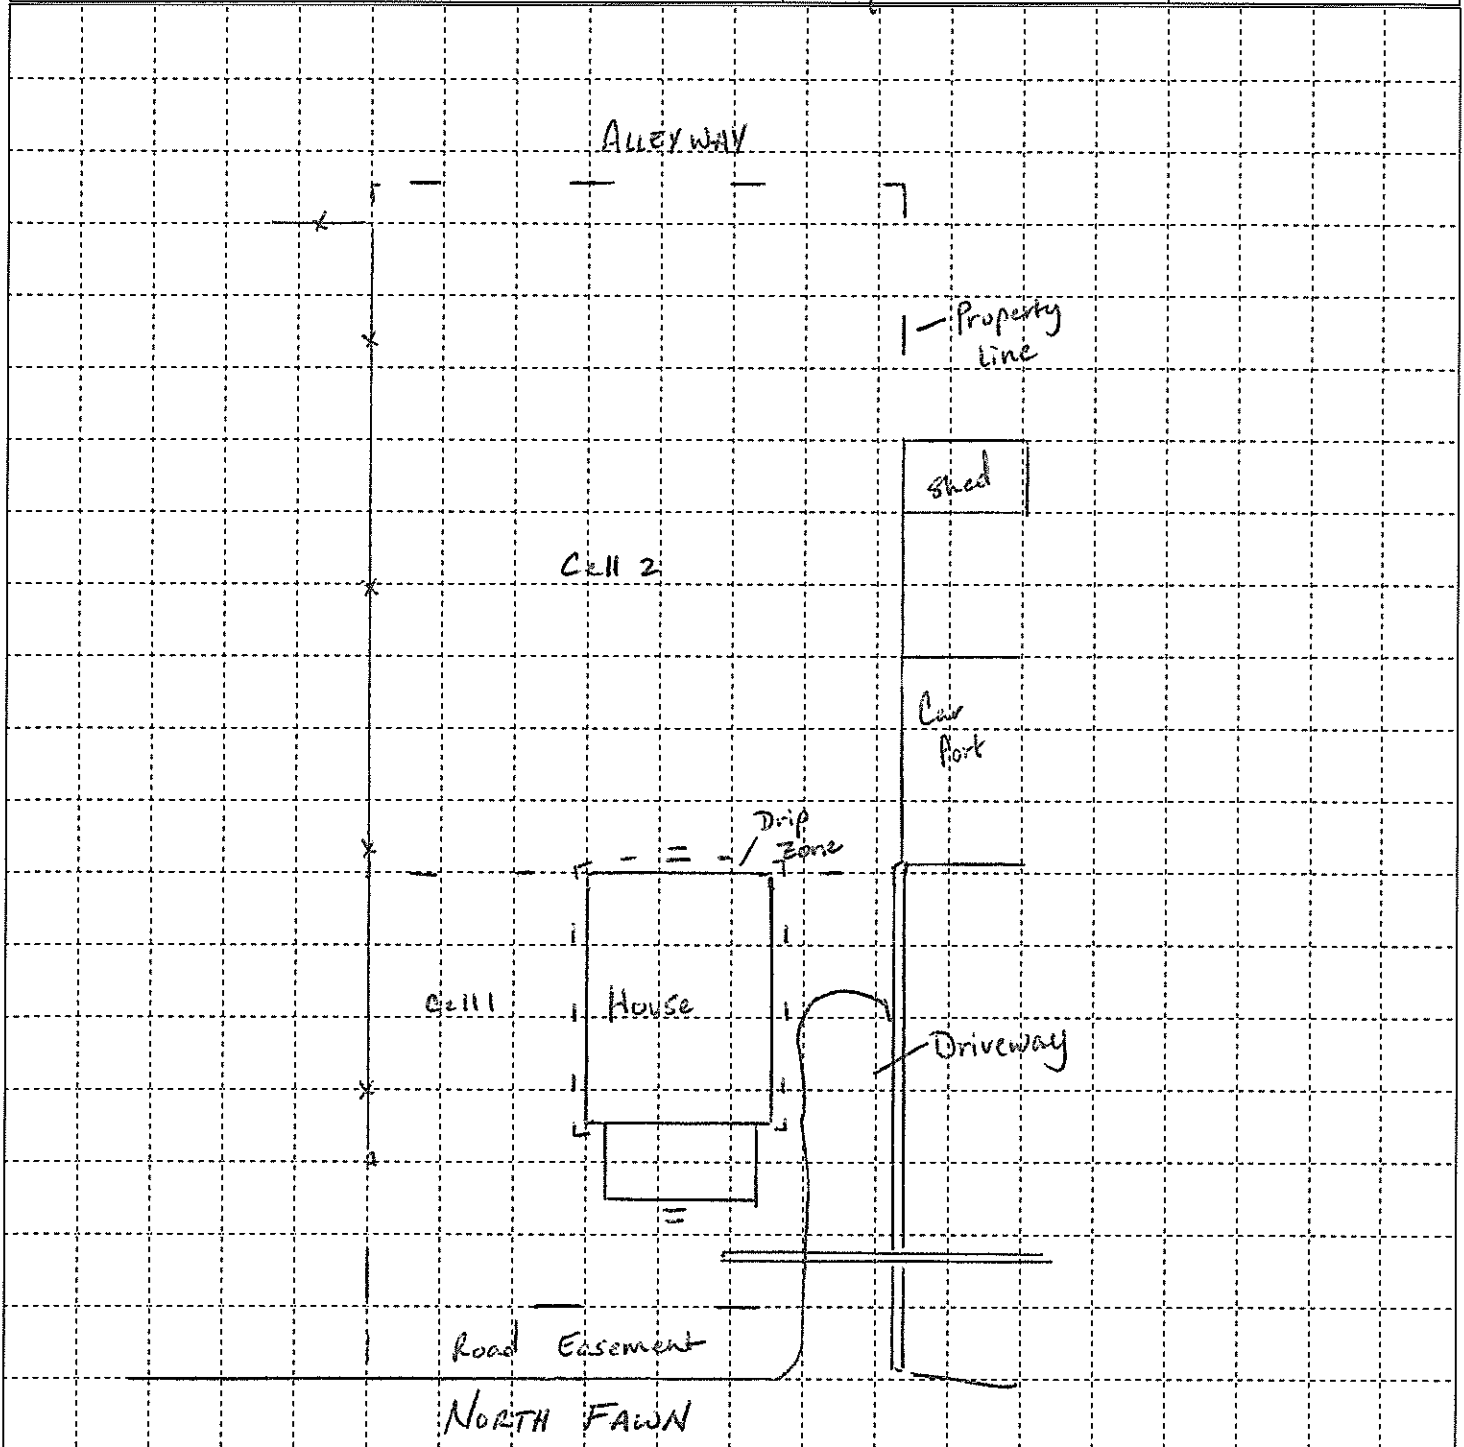 ALLEYWAY
Property
Line
Shed
Cell 2
Car
Port
Drip
Zone
Cell 1
House
Driveway
Road Easement
NORTH FAWN